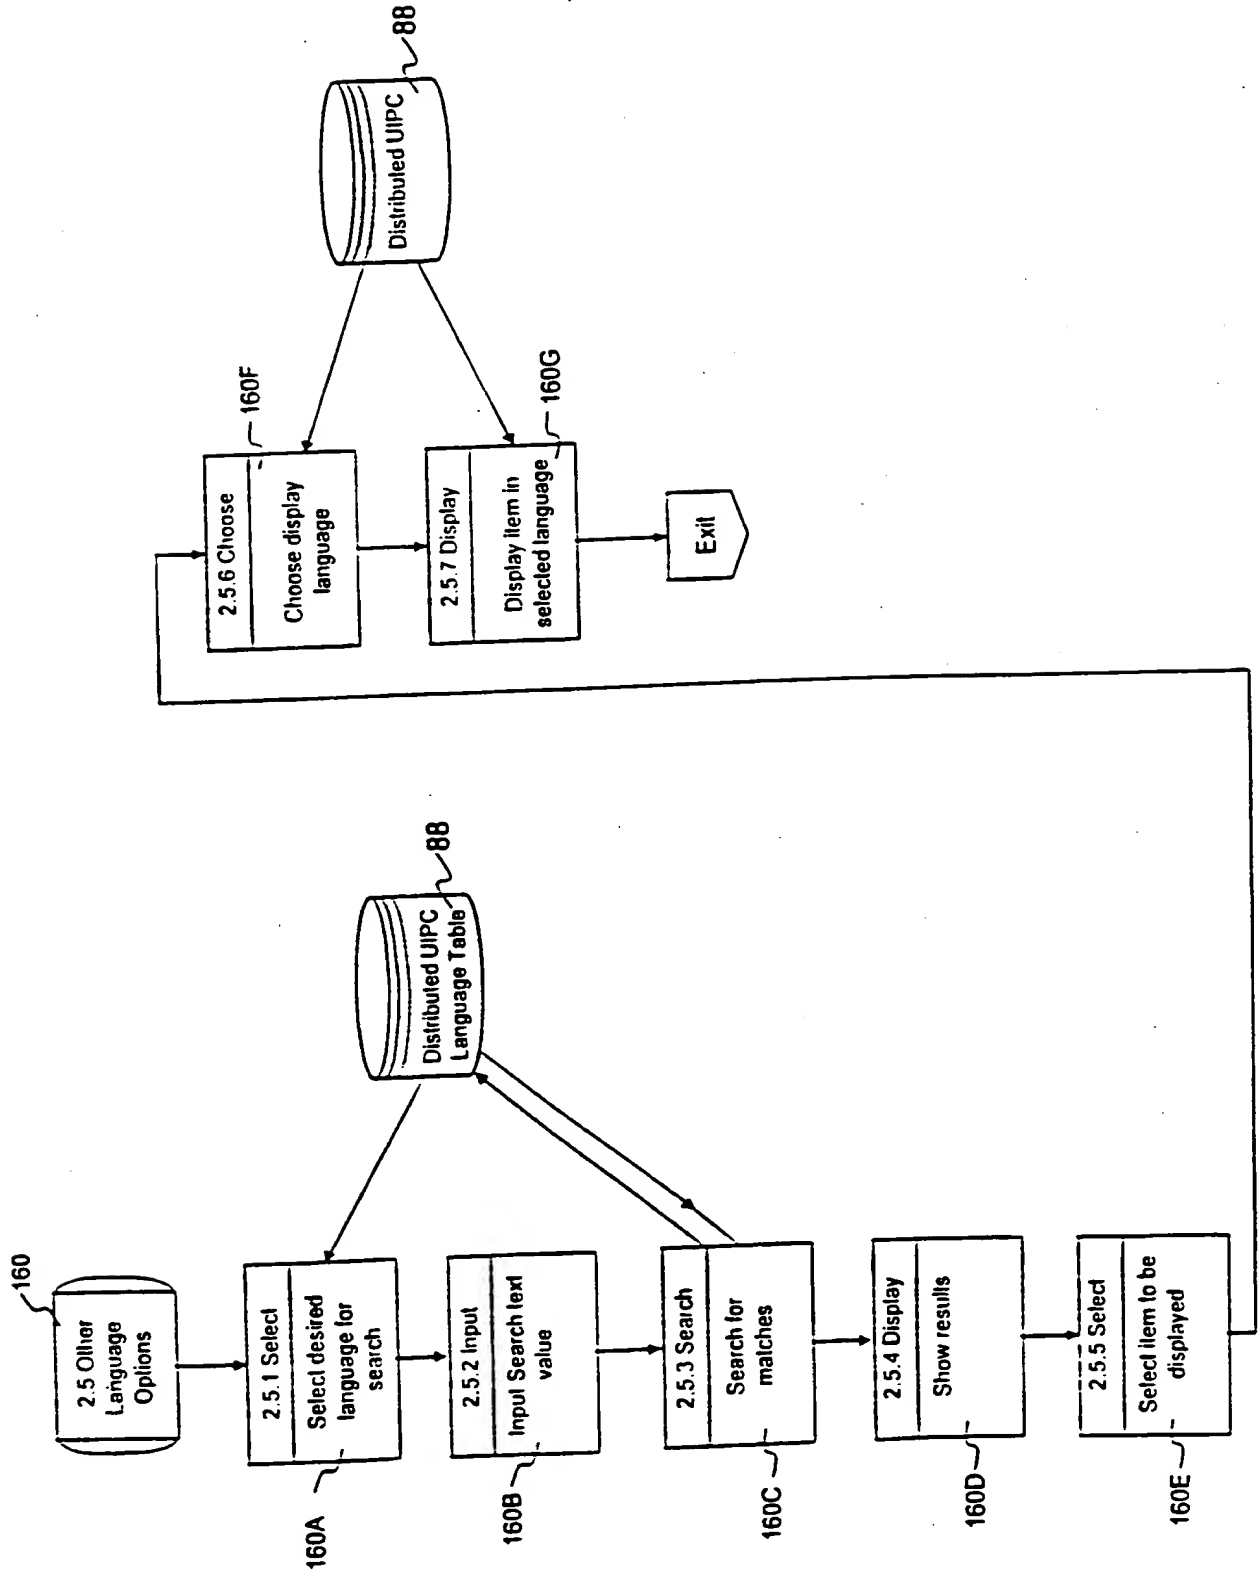 160
2.5 Other
Language
Options
2.5.1 Select
Select desired
language for
search
160A
2.5.2 Input
Input Search text
value
160B
2.5.3 Search
Search for
matches
160C
2.5.4 Display
Show results
160D
2.5.5 Select
Select item to be
displayed
160E
Distributed UIPC
Language Table
88
2.5.6 Choose
Choose display
language
160F
2.5.7 Display
Display item in
selected language
160G
Exit
Distributed UIPC
88